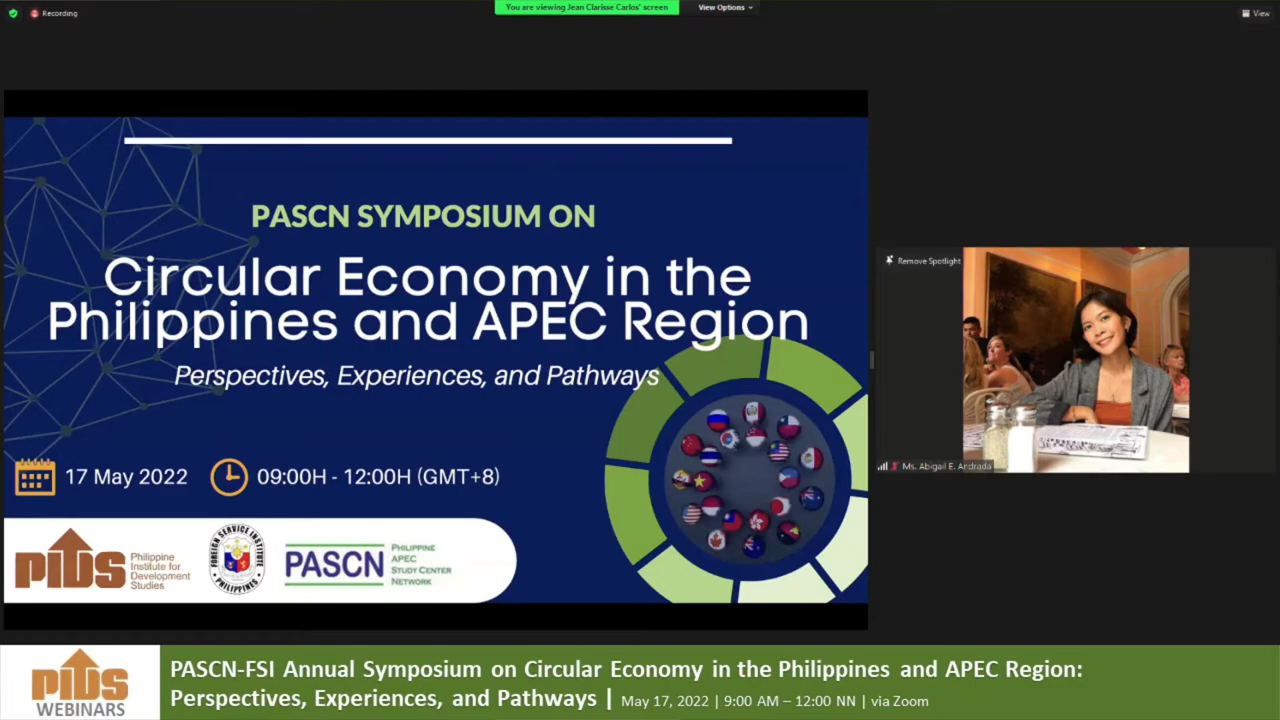 Recording
You are viewing Jean Clarisse Carlos' screen
View Options
View
PASCN SYMPOSIUM ON
Circular Economy in the
Philippines and APEC Region
Perspectives, Experiences, and Pathways
17 May 2022
09:00H - 12:00H (GMT+8)
PIDS
Philippine
Institute for
Development
Studies
FOREIGN SERVICE INSTITUTE
PHILIPPINES
PASCN
PHILIPPINE
APEC
STUDY CENTER
NETWORK
Remove Spotlight
Ms. Abigail E. Andrada
PIDS
WEBINARS
PASCN-FSI Annual Symposium on Circular Economy in the Philippines and APEC Region:
Perspectives, Experiences, and Pathways | May 17, 2022 | 9:00 AM – 12:00 NN | via Zoom